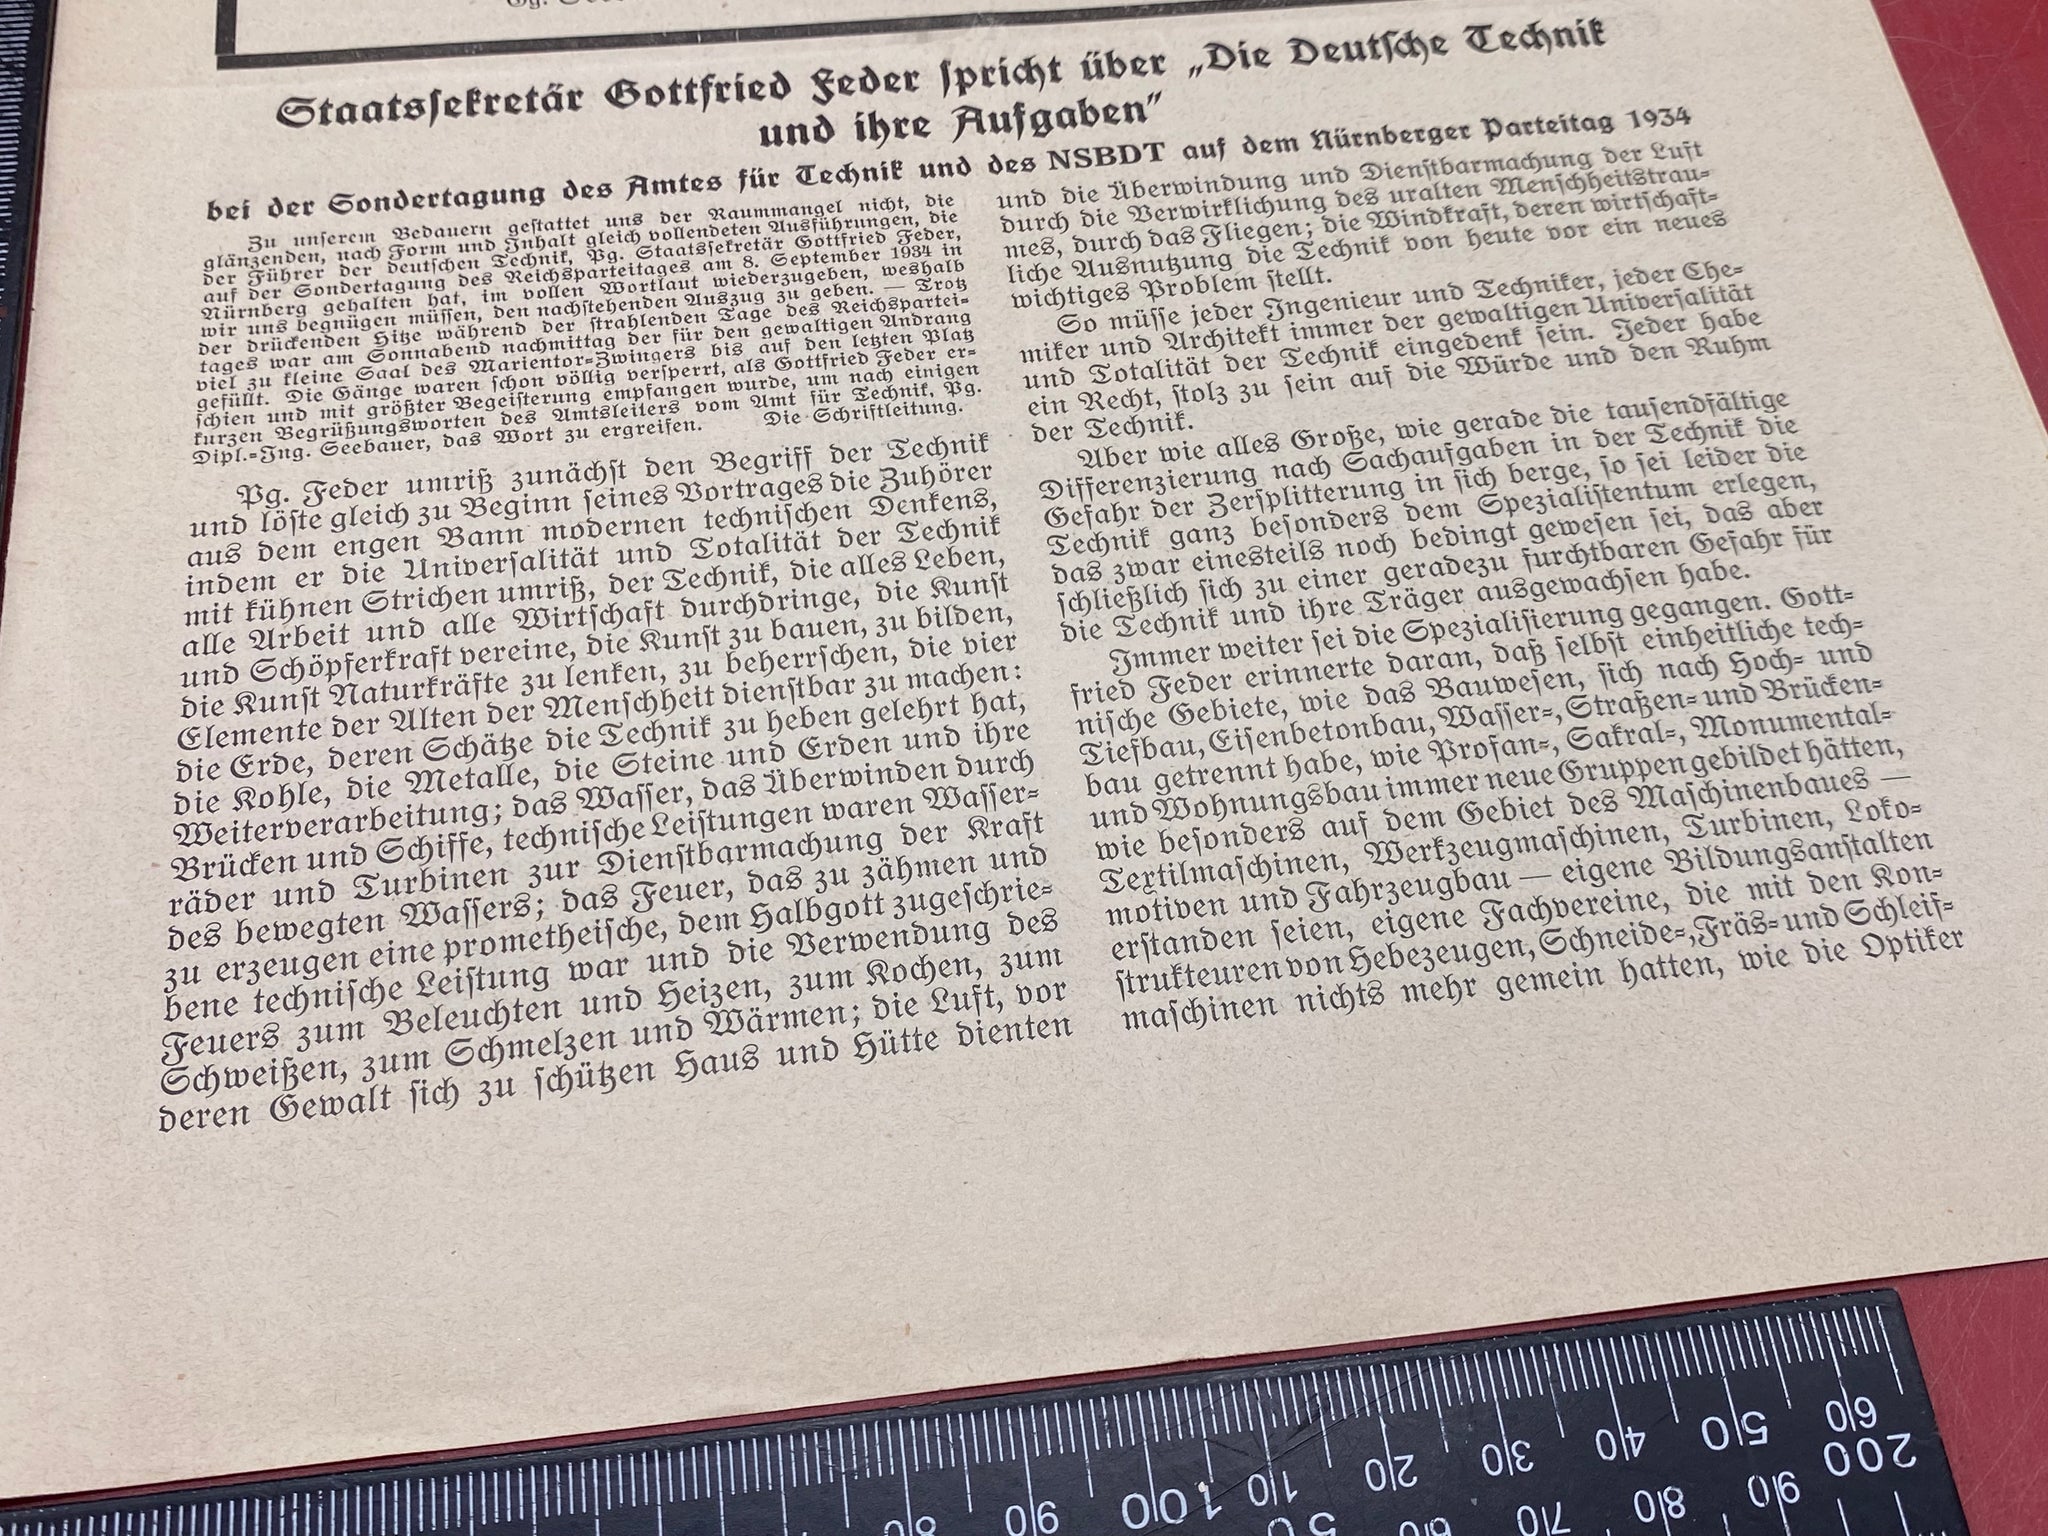 Staatssekretär Gottfried Feder spricht über „Die Deutsche Technik
und ihre Aufgaben“
bei der Sondertagung des Amtes für Technik und des NSBDT auf dem Nürnberger Parteitag 1934
Zu unserem Bedauern gestattet uns der Raummangel nicht, die
glänzenden, nach Form und Inhalt gleich vollendeten Ausführungen, die
der Führer der deutschen Technik, Pg. Staatssekretär Gottfried Feder,
auf der Sondertagung des Reichsparteitages am 8. September 1934 in
Nürnberg gehalten hat, im vollen Wortlaut wiederzugeben, weshalb
wir uns begnügen müssen, den nachstehenden Auszug zu geben. — Trotz
der drückenden Hitze während der strahlenden Tage des Reichspartei-
tages war am Sonnabend nachmittag der für den gewaltigen Andrang
viel zu kleine Saal des Marientor-Zwingers bis auf den letzten Platz
gefüllt. Die Gänge waren schon völlig versperrt, als Gottfried Feder er-
schien und mit größter Begeisterung empfangen wurde, um nach einigen
kurzen Begrüßungsworten des Amtsleiters vom Amt für Technik, Pg.
Dipl.-Ing. Seebauer, das Wort zu ergreifen. Die Schriftleitung.
Pg. Feder umriß zunächst den Begriff der Technik
und löste gleich zu Beginn seines Vortrages die Zuhörer
aus dem engen Bann modernen technischen Denkens,
indem er die Universalität und Totalität der Technik
mit kühnen Strichen umriß, der Technik, die alles Leben,
alle Arbeit und alle Wirtschaft durchdringe, die Kunst
und Schöpferkraft vereine, die Kunst zu bauen, zu bilden,
die Kunst Naturkräfte zu lenken, zu beherrschen, die vier
Elemente der Alten der Menschheit dienstbar zu machen:
die Erde, deren Schätze die Technik zu heben gelehrt hat,
die Kohle, die Metalle, die Steine und Erden und ihre
Weiterverarbeitung; das Wasser, das Überwinden durch
Brücken und Schiffe, technische Leistungen waren Wasser-
räder und Turbinen zur Dienstbarmachung der Kraft
des bewegten Wassers; das Feuer, das zu zähmen und
zu erzeugen eine prometheische, dem Halbgott zugeschrie-
bene technische Leistung war und die Verwendung des
Feuers zum Beleuchten und Heizen, zum Kochen, zum
Schweißen, zum Schmelzen und Wärmen; die Luft, vor
deren Gewalt sich zu schützen Haus und Hütte dienten
und die Überwindung und Dienstbarmachung der Luft
durch die Verwirklichung des uralten Menschheitstrau-
mes, durch das Fliegen; die Windkraft, deren wirtschaft-
liche Ausnutzung die Technik von heute vor ein neues
wichtiges Problem stellt.
So müsse jeder Ingenieur und Techniker, jeder Che-
miker und Architekt immer der gewaltigen Universalität
und Totalität der Technik eingedenk sein. Jeder habe
ein Recht, stolz zu sein auf die Würde und den Ruhm
der Technik.
Aber wie alles Große, wie gerade die tausendfältige
Differenzierung nach Sachaufgaben in der Technik die
Gefahr der Zersplitterung in sich berge, so sei leider die
Technik ganz besonders dem Spezialistentum erlegen,
das zwar einesteils noch bedingt gewesen sei, das aber
schließlich sich zu einer geradezu furchtbaren Gefahr für
die Technik und ihre Träger ausgewachsen habe.
Immer weiter sei die Spezialisierung gegangen. Gott-
fried Feder erinnerte daran, daß selbst einheitliche tech-
nische Gebiete, wie das Bauwesen, sich nach Hoch- und
Tiefbau, Eisenbetonbau, Wasser-, Straßen- und Brücken-
bau getrennt habe, wie Profan-, Sakral-, Monumental-
und Wohnungsbau immer neue Gruppen gebildet hätten,
wie besonders auf dem Gebiet des Maschinenbaues —
Textilmaschinen, Werkzeugmaschinen, Turbinen, Loko-
motiven und Fahrzeugbau — eigene Bildungsanstalten
erstanden seien, eigene Fachvereine, die mit den Kon-
strukteuren von Hebezeugen, Schneide-, Fräs- und Schleif-
maschinen nichts mehr gemein hatten, wie die Optiker
80 90 100 10 20 30 40 50 60
100 50 60 70 80 90 200